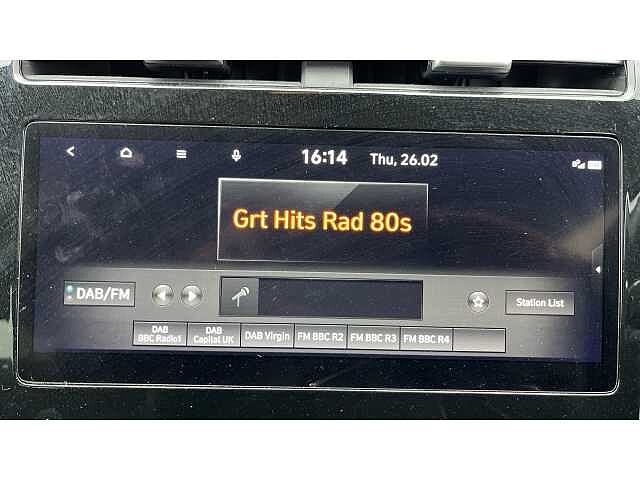 16:14 Thu, 26.02
Grt Hits Rad 80s
DAB/FM
Station List
DAB
BBC Radio1
DAB
Capital UK
DAB Virgin
FM BBC R2
FM BBC R3
FM BBC R4